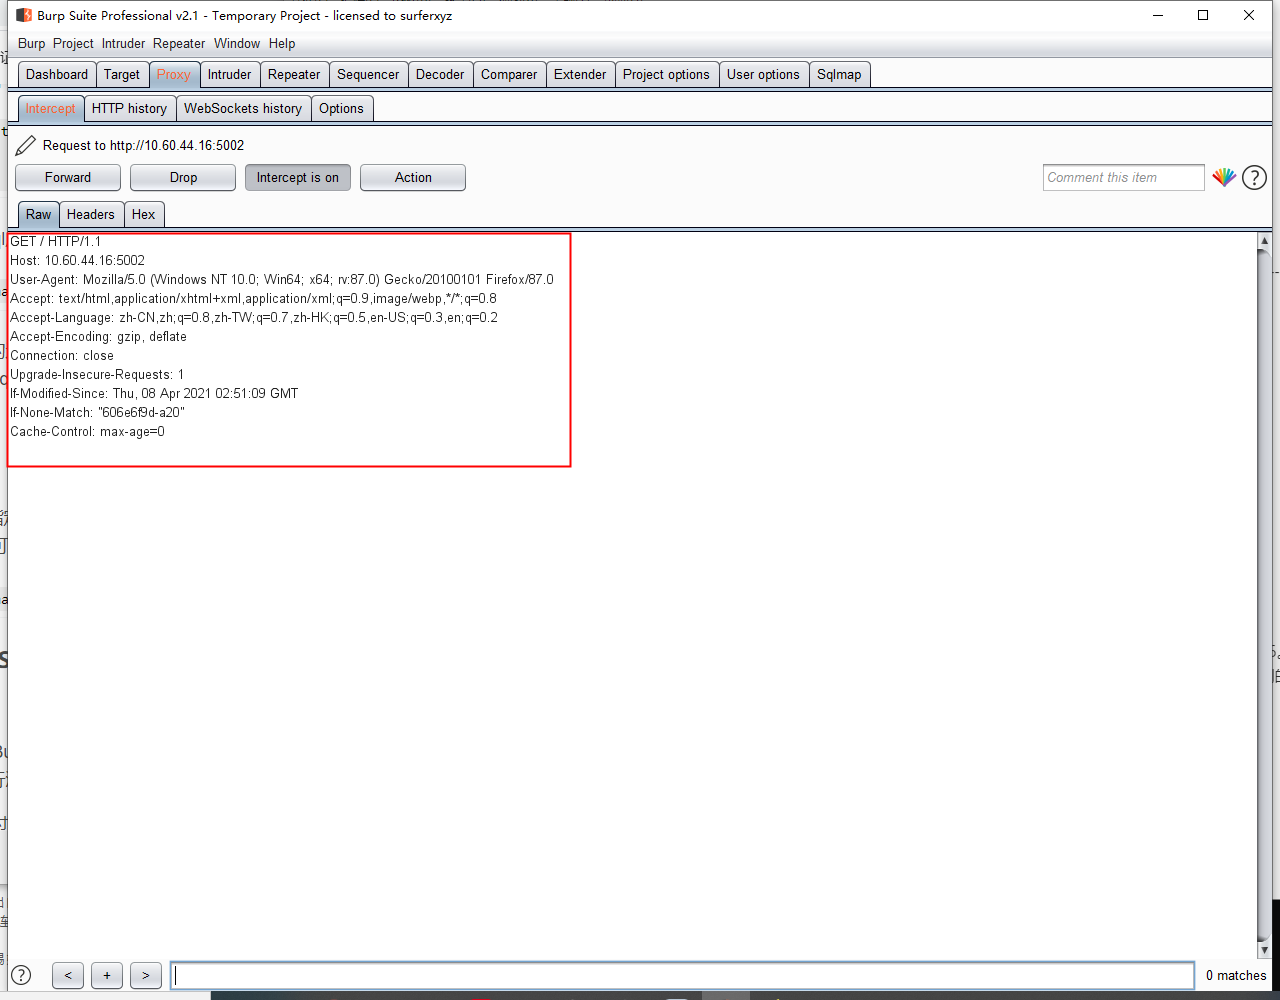 Burp Suite Professional v2.1 - Temporary Project - licensed to surferxyz
Burp Project Intruder Repeater Window Help
Dashboard Target Proxy Intruder Repeater Sequencer Decoder Comparer Extender Project options User options Sqlmap
Intercept HTTP history WebSockets history Options
Request to http://10.60.44.16:5002
Forward Drop Intercept is on Action Comment this item ?
Raw Headers Hex
GET / HTTP/1.1
Host: 10.60.44.16:5002
User-Agent: Mozilla/5.0 (Windows NT 10.0; Win64; x64; rv:87.0) Gecko/20100101 Firefox/87.0
Accept: text/html,application/xhtml+xml,application/xml;q=0.9,image/webp,*/*;q=0.8
Accept-Language: zh-CN,zh;q=0.8,zh-TW;q=0.7,zh-HK;q=0.5,en-US;q=0.3,en;q=0.2
Accept-Encoding: gzip, deflate
Connection: close
Upgrade-Insecure-Requests: 1
If-Modified-Since: Thu, 08 Apr 2021 02:51:09 GMT
If-None-Match: "606e6f9d-a20"
Cache-Control: max-age=0
? < + > 0 matches